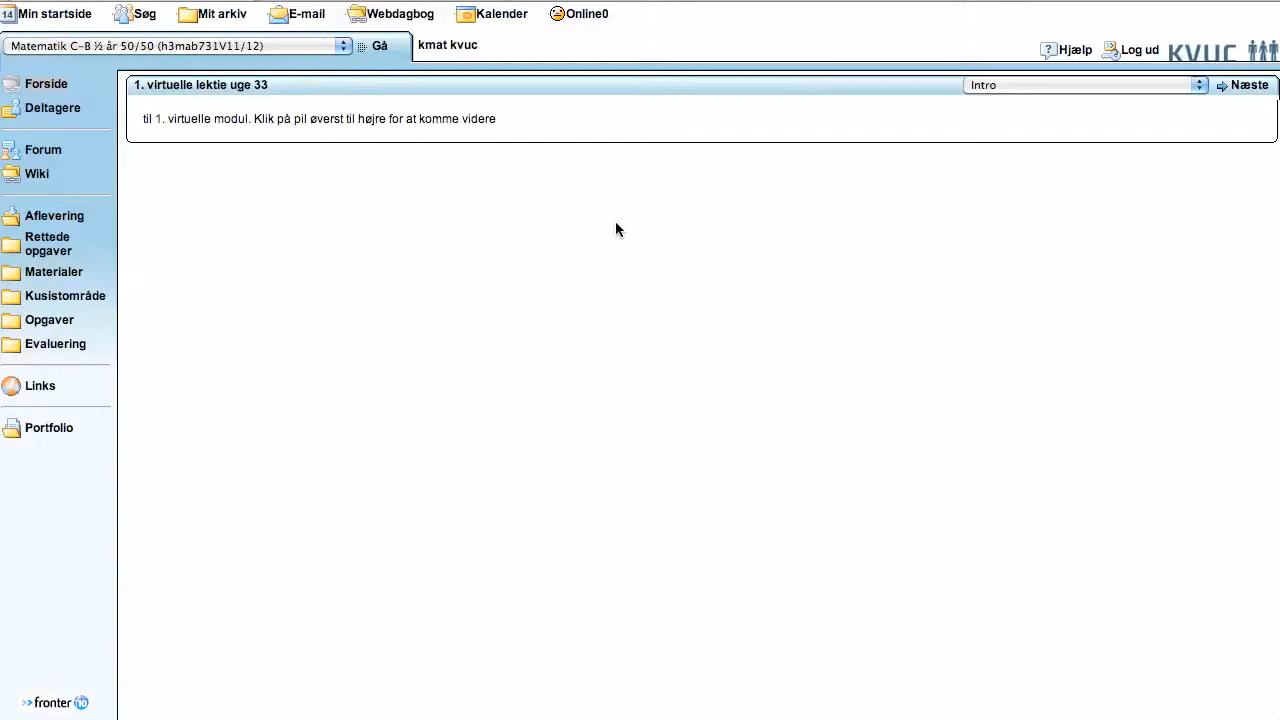 14 Min startside Søg Mit arkiv E-mail Webdagbog Kalender Online0
Matematik C-B ½ år 50/50 (h3mab731V11/12) Gå kmat kvuc ? Hjælp Log ud KVUC
Forside
Deltagere
Forum
Wiki
Aflevering
Rettede
opgaver
Materialer
Kusistområde
Opgaver
Evaluering
Links
Portfolio
>> fronter 10
1. virtuelle lektie uge 33 Intro Næste
til 1. virtuelle modul. Klik på pil øverst til højre for at komme videre